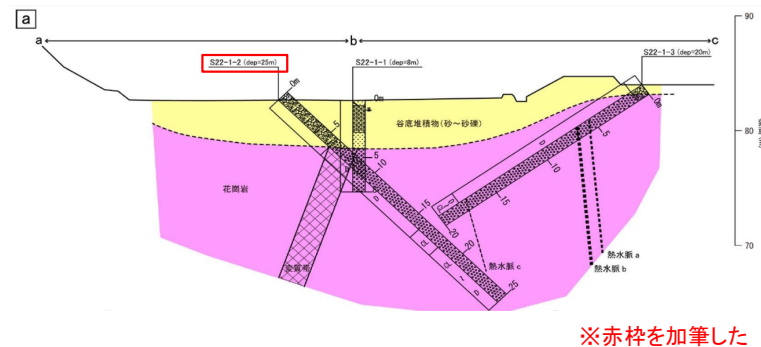 a
a
b
c
90
S22-1-2 (dep=25m)
S22-1-1 (dep=8m)
S22-1-3 (dep=20m)
0m
0m
0m
谷底堆積物(砂～砂礫)
80
5
5
5
10
10
花崗岩
15
15
20
20
25
変質帯
熱水脈 c
熱水脈 a
熱水脈 b
70
※赤枠を加筆した